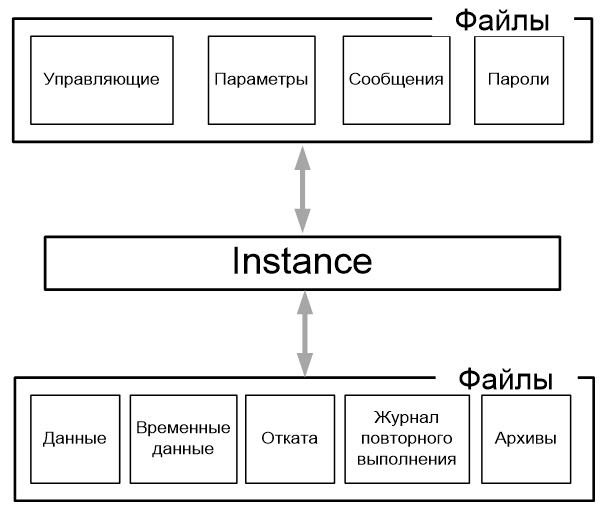 Файлы
Управляющие
Параметры
Сообщения
Пароли
Instance
Файлы
Данные
Временные
данные
Отката
Журнал
повторного
выполнения
Архивы